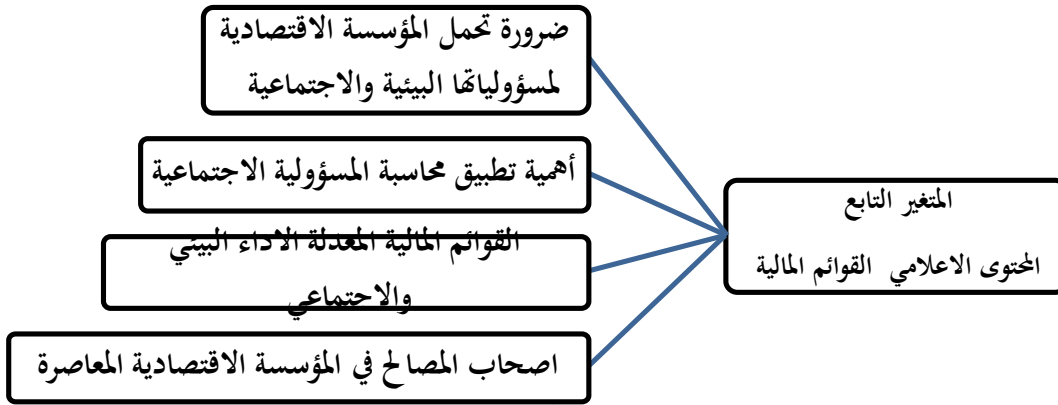 ضرورة تحمل المؤسسة الاقتصادية
لمسؤولياتها البيئية والاجتماعية
أهمية تطبيق محاسبة المسؤولية الاجتماعية
القوائم المالية المعدلة الاداء البيئي
والاجتماعي
اصحاب المصالح في المؤسسة الاقتصادية المعاصرة
المتغير التابع
المحتوى الاعلامي القوائم المالية